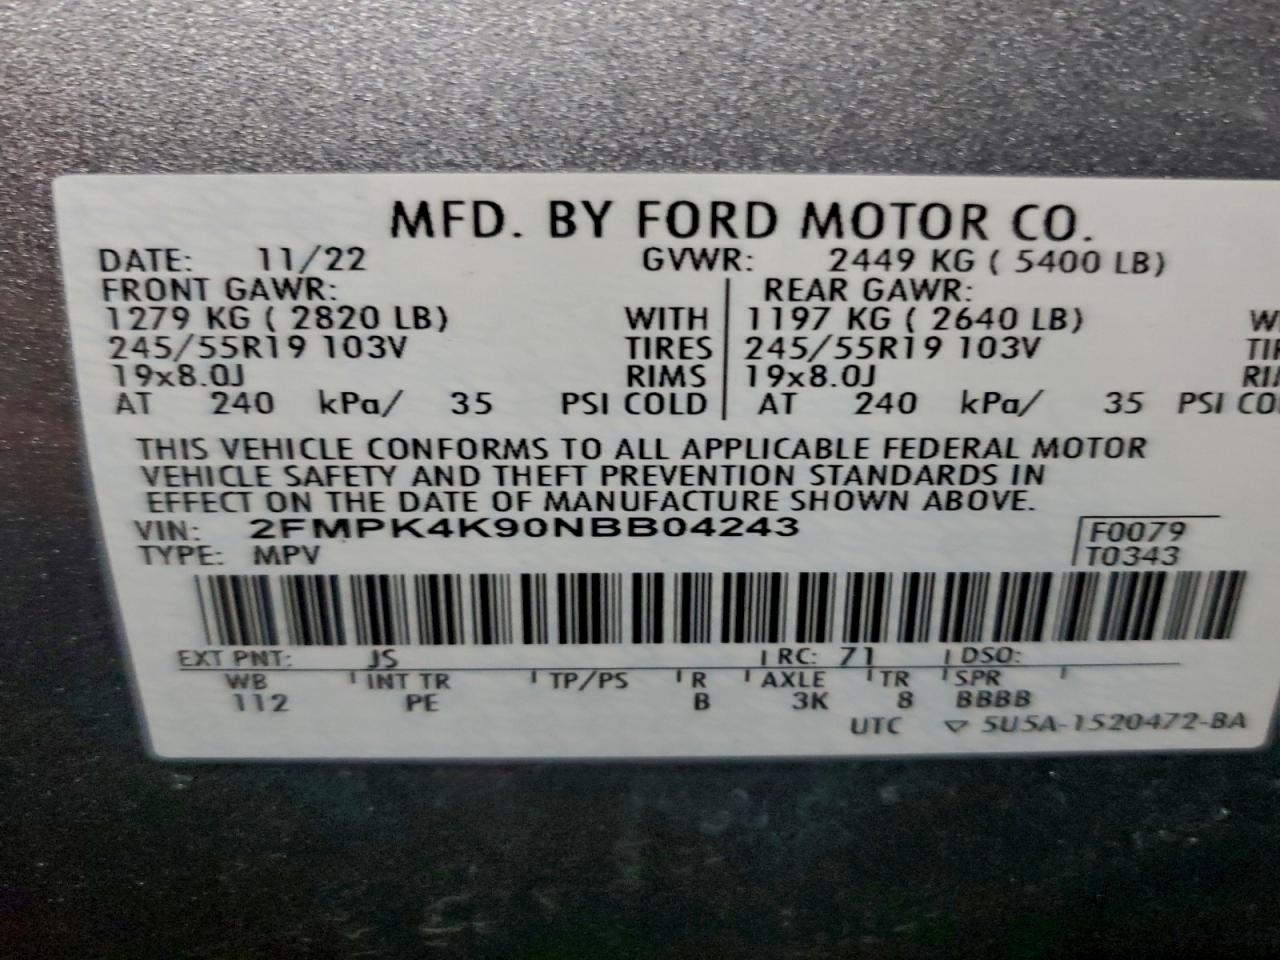 MFD. BY FORD MOTOR CO.
DATE: 11/22 GVWR: 2449 KG ( 5400 LB)
FRONT GAWR: REAR GAWR:
1279 KG ( 2820 LB) WITH 1197 KG ( 2640 LB) W
245/55R19 103V TIRES 245/55R19 103V TI
19x8.0J RIMS 19x8.0J RI
AT 240 kPa/ 35 PSI COLD AT 240 kPa/ 35 PSI CO
THIS VEHICLE CONFORMS TO ALL APPLICABLE FEDERAL MOTOR
VEHICLE SAFETY AND THEFT PREVENTION STANDARDS IN
EFFECT ON THE DATE OF MANUFACTURE SHOWN ABOVE.
VIN: 2FMPK4K90NBB04243 F0079
TYPE: MPV T0343
EXT PNT: JS RC: 71 DSO:
WB INT TR TP/PS R AXLE TR SPR
112 PE B 3K 8 BBBB
UTC ▽ 5U5A-1520472-BA